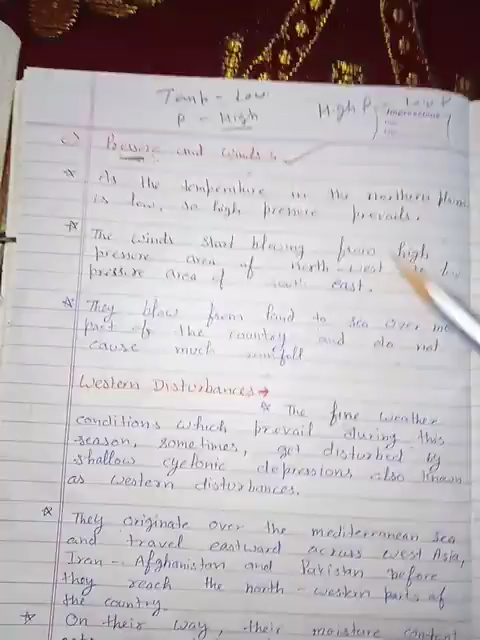 Temp - Low
P - High
High P - Low P
c) Pressure and winds :
* As the temperature in the northern plains
is low, so high pressure prevails.
* The winds start blowing from high
pressure area of north-west to low
pressure area of south east.
* They blow from land to sea over
part of the country and do not
cause much rainfall
Western Disturbances →
* The fine weather
conditions which prevail during this
season, sometimes, get disturbed by
shallow cyclonic depressions also known
as western disturbances.
* They originate over the mediterranean sea
and travel eastward across west Asia,
Iran - Afghanistan and Pakistan before
they reach the north - western parts of
the country.
* On their way, their moisture content